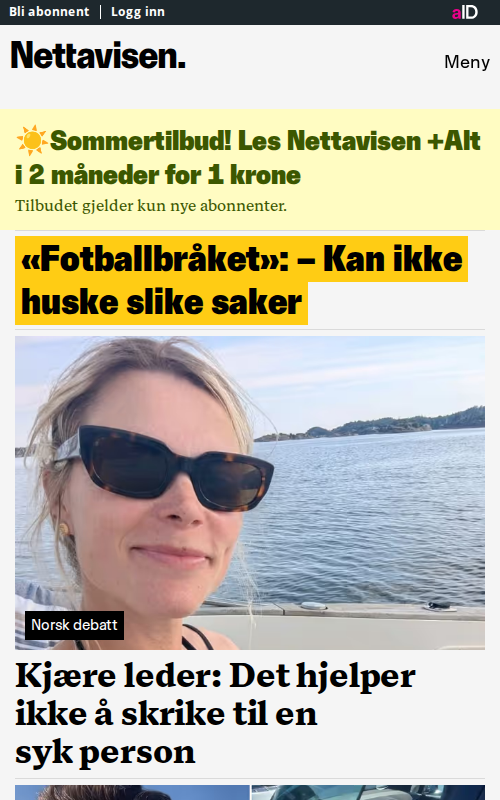 Bli abonnent | Logg inn
aID
Nettavisen.
Meny
☀️Sommertilbud! Les Nettavisen +Alt
i 2 måneder for 1 krone
Tilbudet gjelder kun nye abonnenter.
«Fotballbråket»: – Kan ikke
huske slike saker
Norsk debatt
Kjære leder: Det hjelper
ikke å skrike til en
syk person